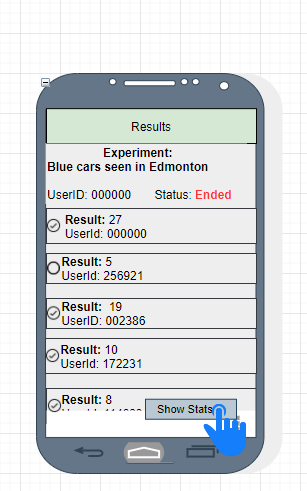 Results
Experiment:
Blue cars seen in Edmonton
UserID: 000000 Status: Ended
Result: 27
UserId: 000000
Result: 5
UserId: 256921
Result: 19
UserID: 002386
Result: 10
UserId: 172231
Result: 8
Show Stats